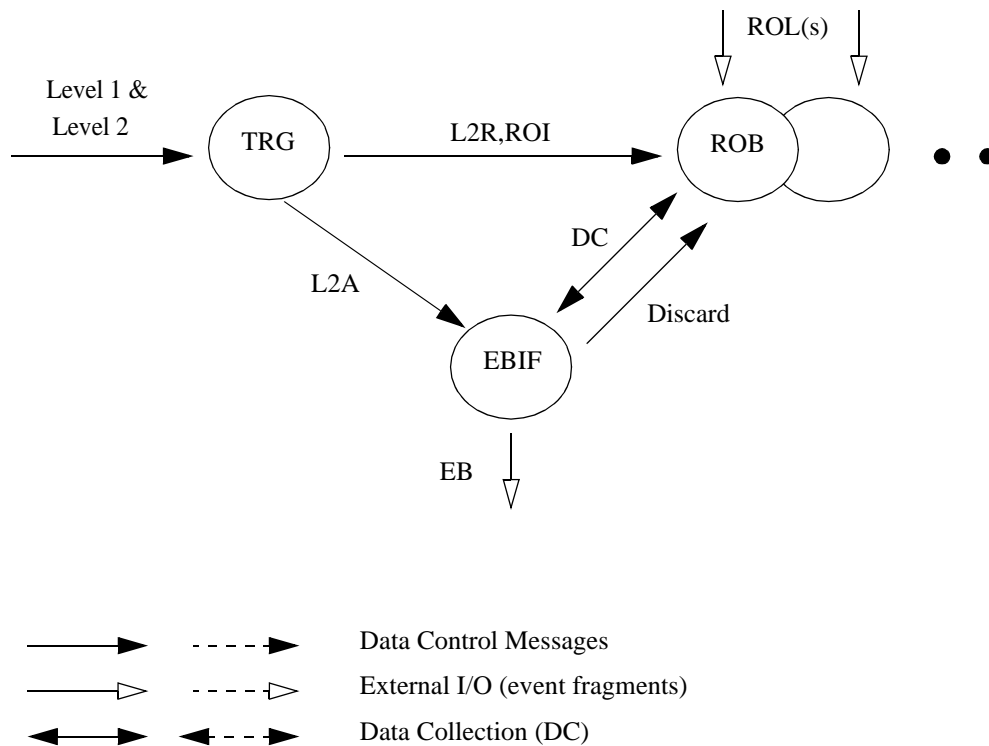 ROL(s)
Level 1 &
Level 2
TRG
L2R,ROI
ROB
DC
L2A
Discard
EBIF
EB
Data Control Messages
External I/O (event fragments)
Data Collection (DC)